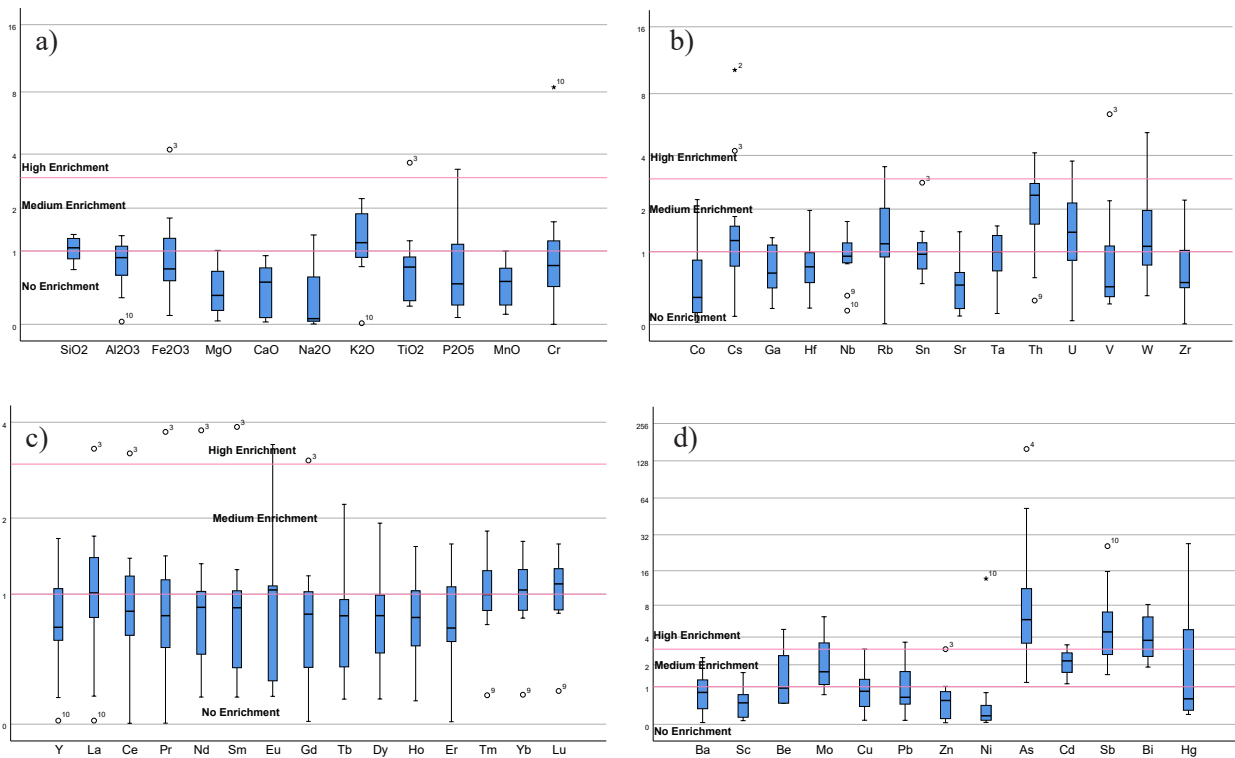 a)
16
8
4
2
1
0
High Enrichment
Medium Enrichment
No Enrichment
10
3
10
3
10
SiO2 Al2O3 Fe2O3 MgO CaO Na2O K2O TiO2 P2O5 MnO Cr
b)
16
8
4
2
1
0
High Enrichment
Medium Enrichment
No Enrichment
2
3
3
9
10
3
9
Co Cs Ga Hf Nb Rb Sn Sr Ta Th U V W Zr
c)
4
2
1
0
High Enrichment
Medium Enrichment
No Enrichment
3
3
3
3
3
3
10
10
9
9
9
Y La Ce Pr Nd Sm Eu Gd Tb Dy Ho Er Tm Yb Lu
d)
256
128
64
32
16
8
4
2
1
0
High Enrichment
Medium Enrichment
No Enrichment
4
10
10
3
Ba Sc Be Mo Cu Pb Zn Ni As Cd Sb Bi Hg